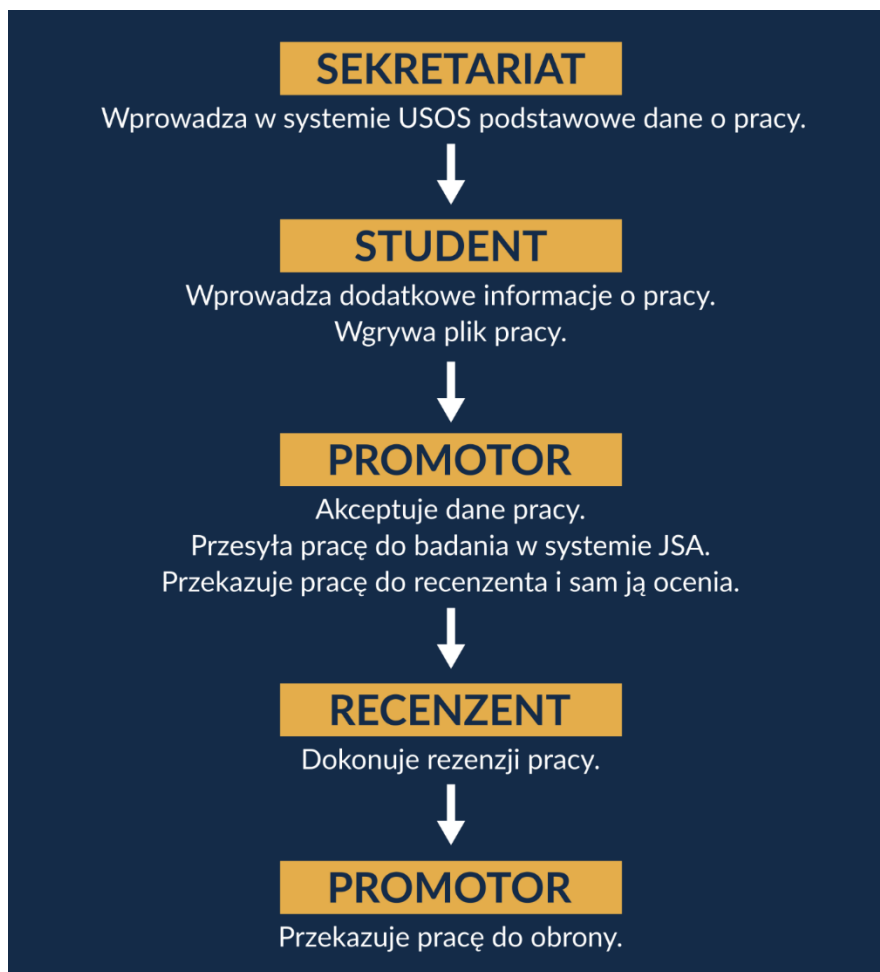 SEKRETARIAT
Wprowadza w systemie USOS podstawowe dane o pracy.
STUDENT
Wprowadza dodatkowe informacje o pracy.
Wgrywa plik pracy.
PROMOTOR
Akceptuje dane pracy.
Przesyła pracę do badania w systemie JSA.
Przekazuje pracę do recenzenta i sam ją ocenia.
RECENZENT
Dokonuje rezenzji pracy.
PROMOTOR
Przekazuje pracę do obrony.